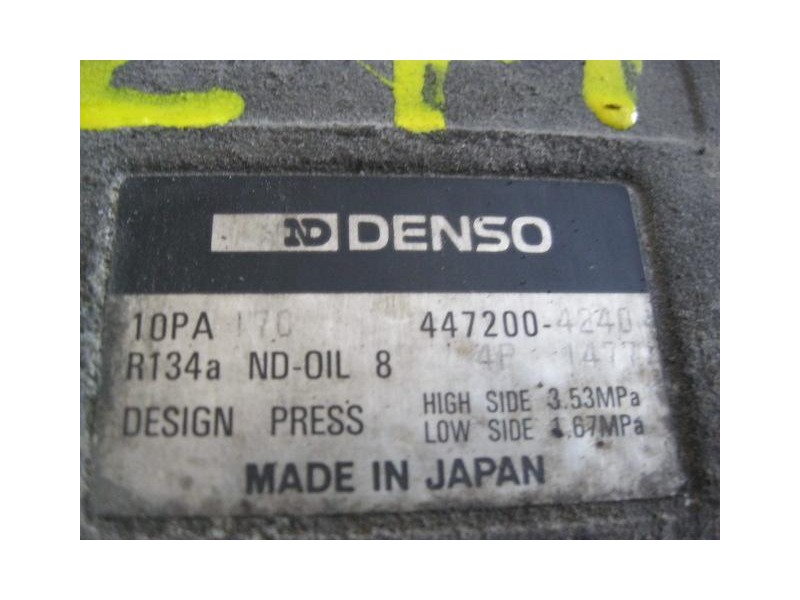 ND DENSO
10PA 17C 447200-4240
R134a ND-OIL 8
DESIGN PRESS HIGH SIDE 3.53MPa
LOW SIDE 1.67MPa
MADE IN JAPAN